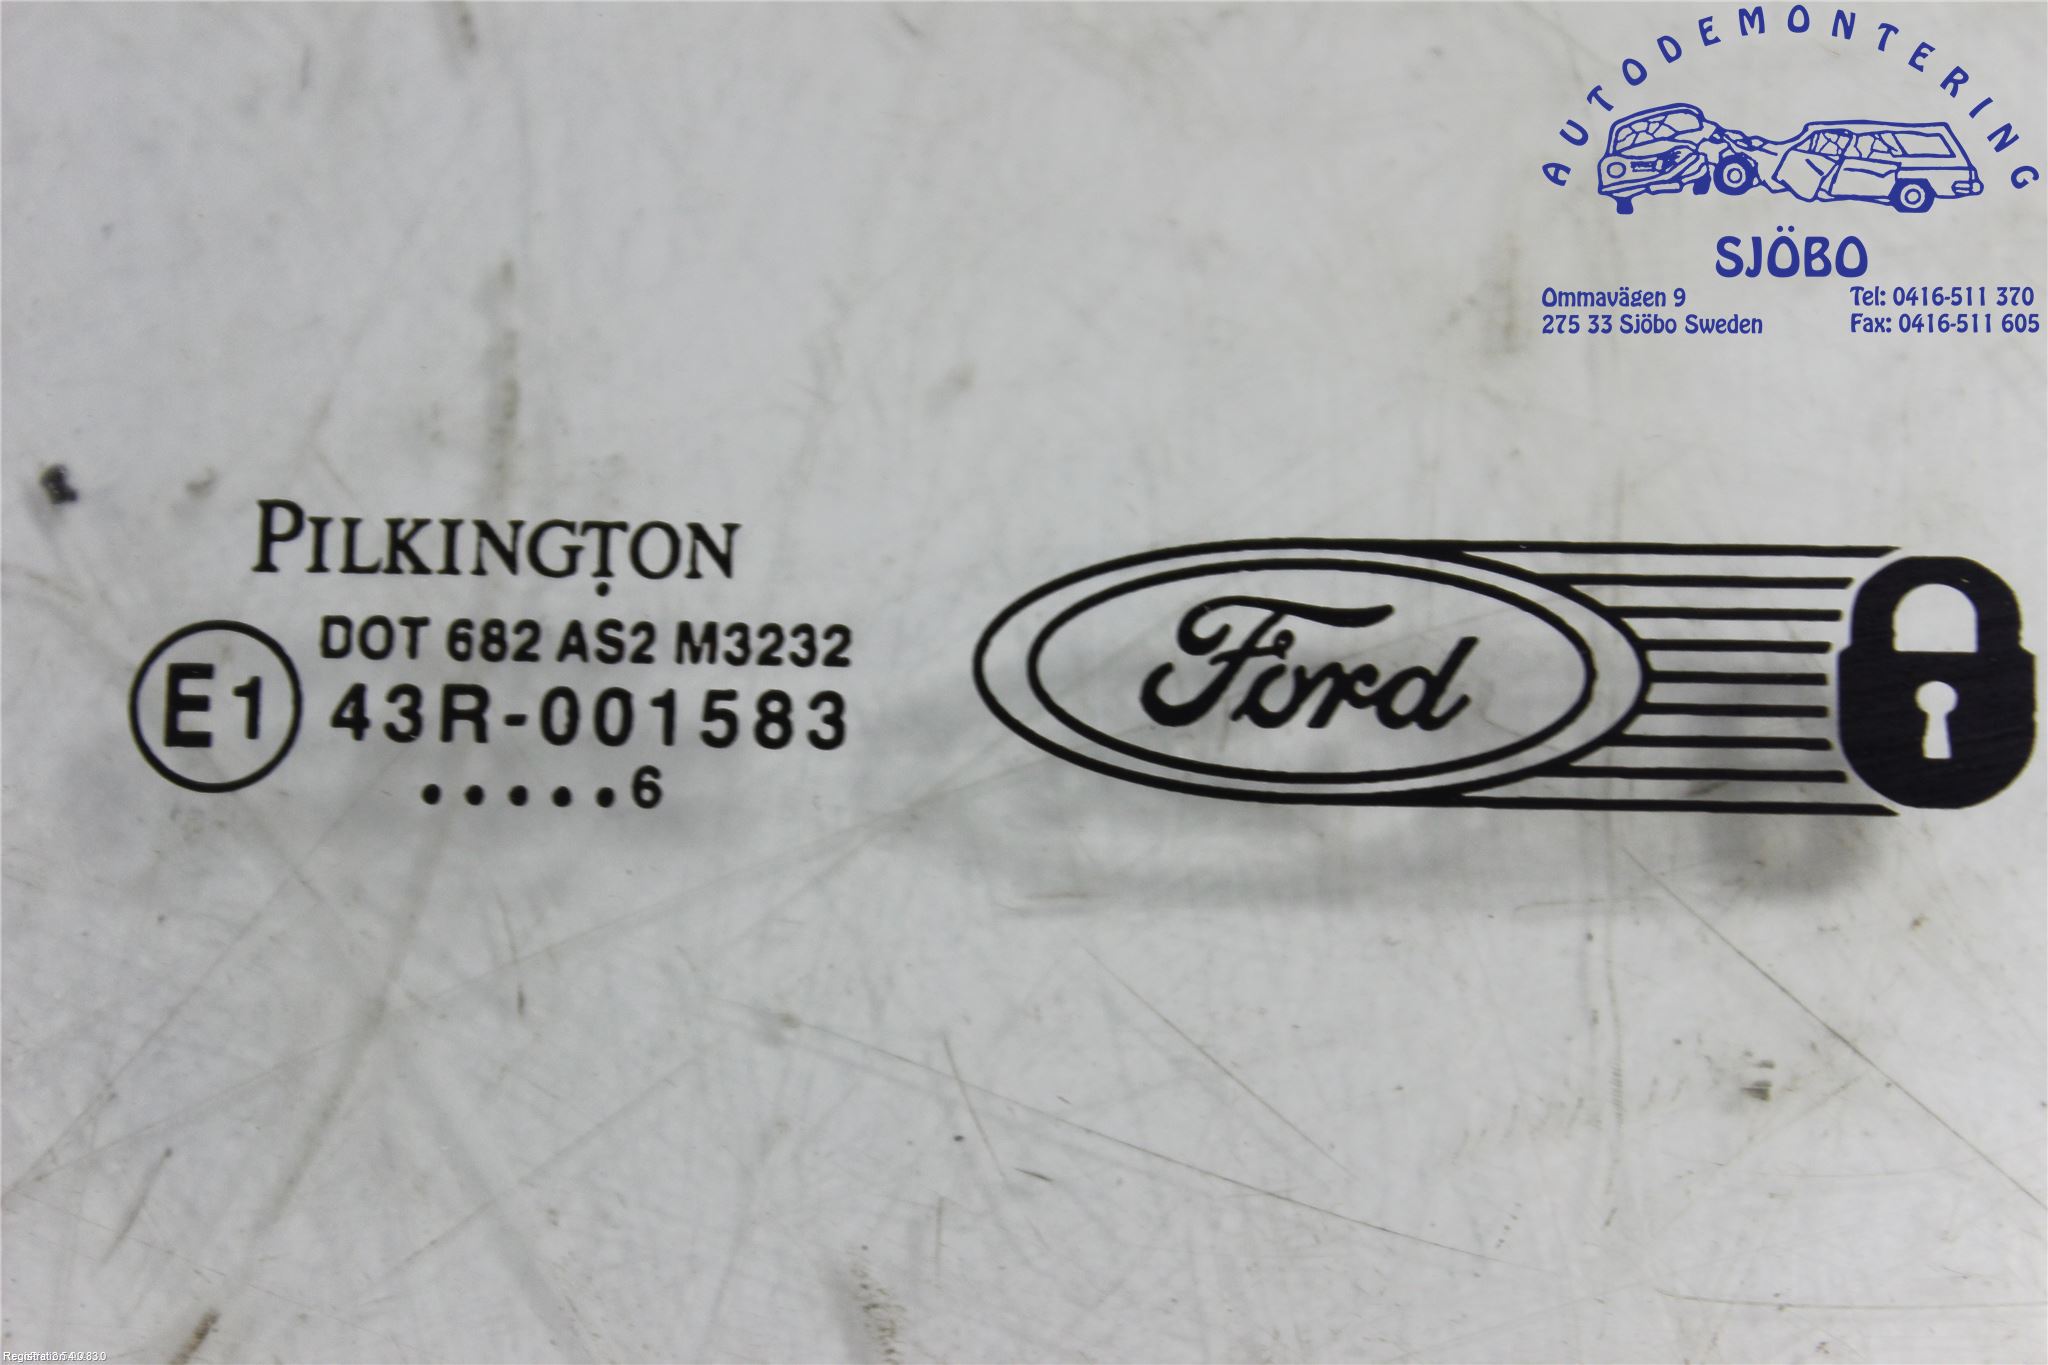 AUTODEMONTERING
SJÖBO
Ommavägen 9
275 33 Sjöbo Sweden
Tel: 0416-511 370
Fax: 0416-511 605
PILKINGTON
DOT 682 AS2 M3232
E1
43R-001583
.....6
Ford